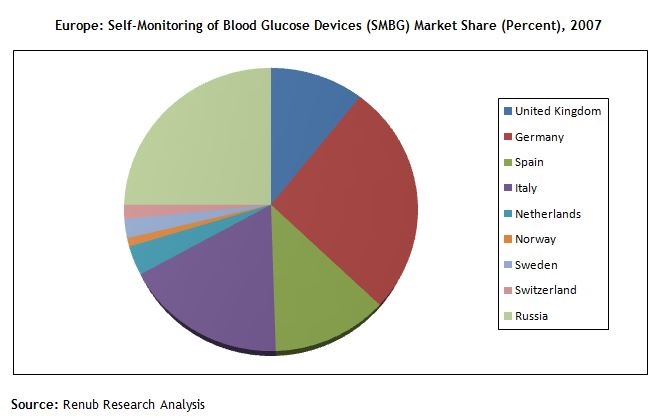 Europe: Self-Monitoring of Blood Glucose Devices (SMBG) Market Share (Percent), 2007
United Kingdom
Germany
Spain
Italy
Netherlands
Norway
Sweden
Switzerland
Russia
Source: Renub Research Analysis